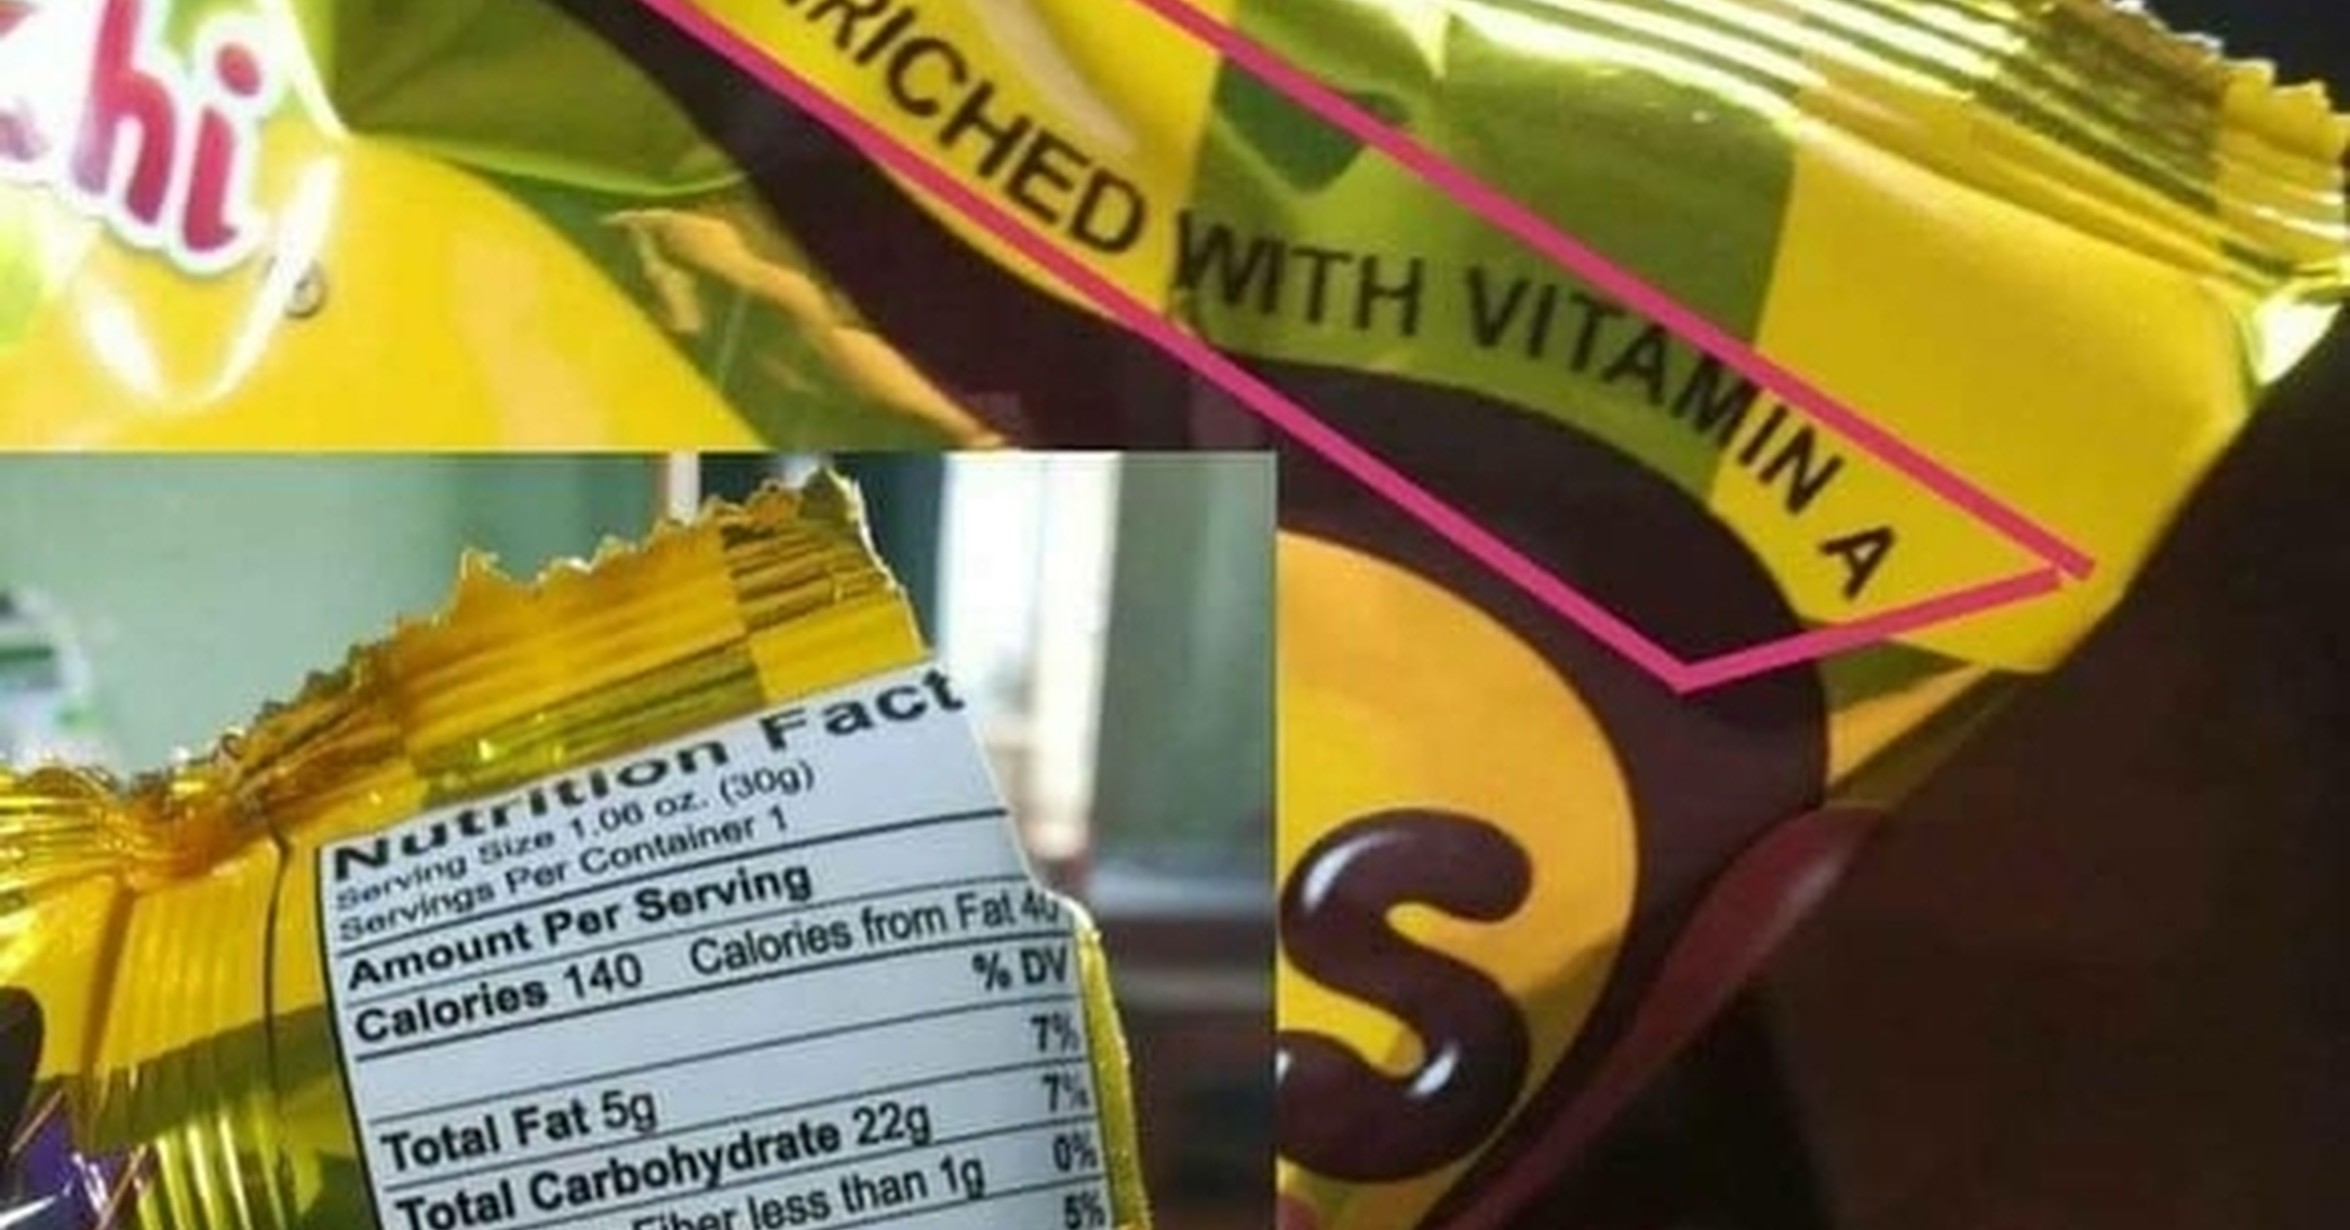 hi
RICHED WITH VITAMIN A
S
Nutrition Fact
Serving Size 1.06 oz. (30g)
Servings Per Container 1
Amount Per Serving
Calories 140 Calories from Fat 40
% DV
7%
Total Fat 5g
7%
Total Carbohydrate 22g
0%
Fiber less than 1g
5%